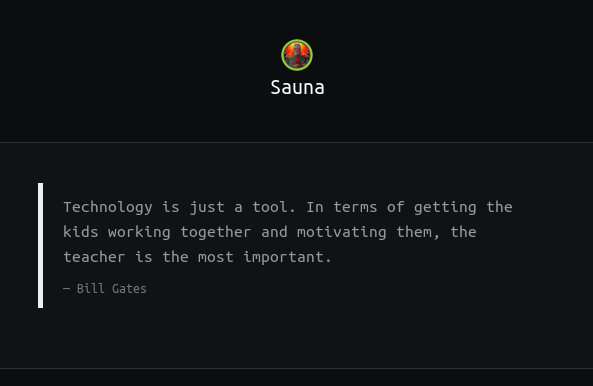 Sauna
Technology is just a tool. In terms of getting the
kids working together and motivating them, the
teacher is the most important.
— Bill Gates